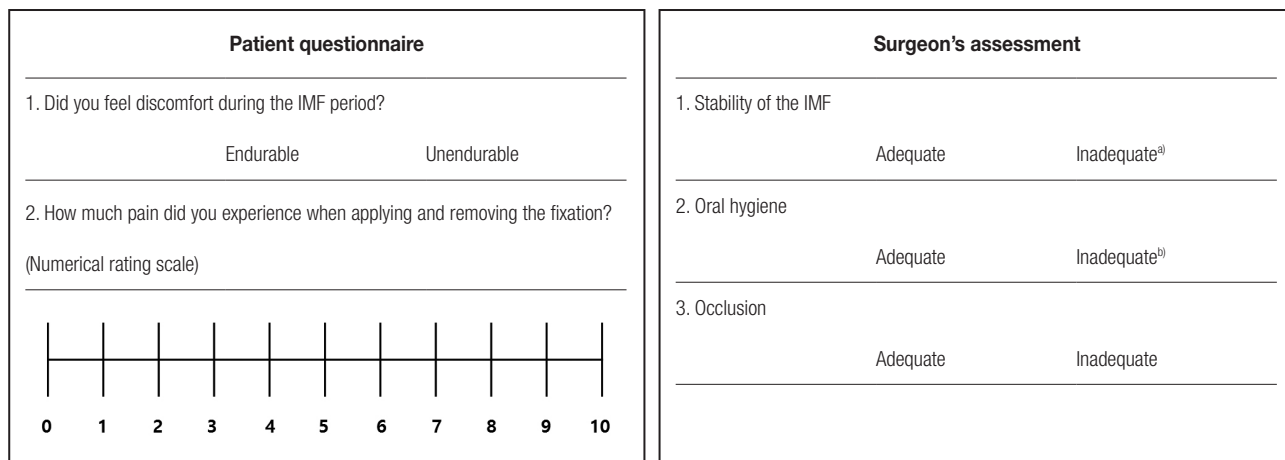 Patient questionnaire
1. Did you feel discomfort during the IMF period?
Endurable Unendurable
2. How much pain did you experience when applying and removing the fixation?
(Numerical rating scale)
0 1 2 3 4 5 6 7 8 9 10
Surgeon's assessment
1. Stability of the IMF
Adequate Inadequate a)
2. Oral hygiene
Adequate Inadequate b)
3. Occlusion
Adequate Inadequate